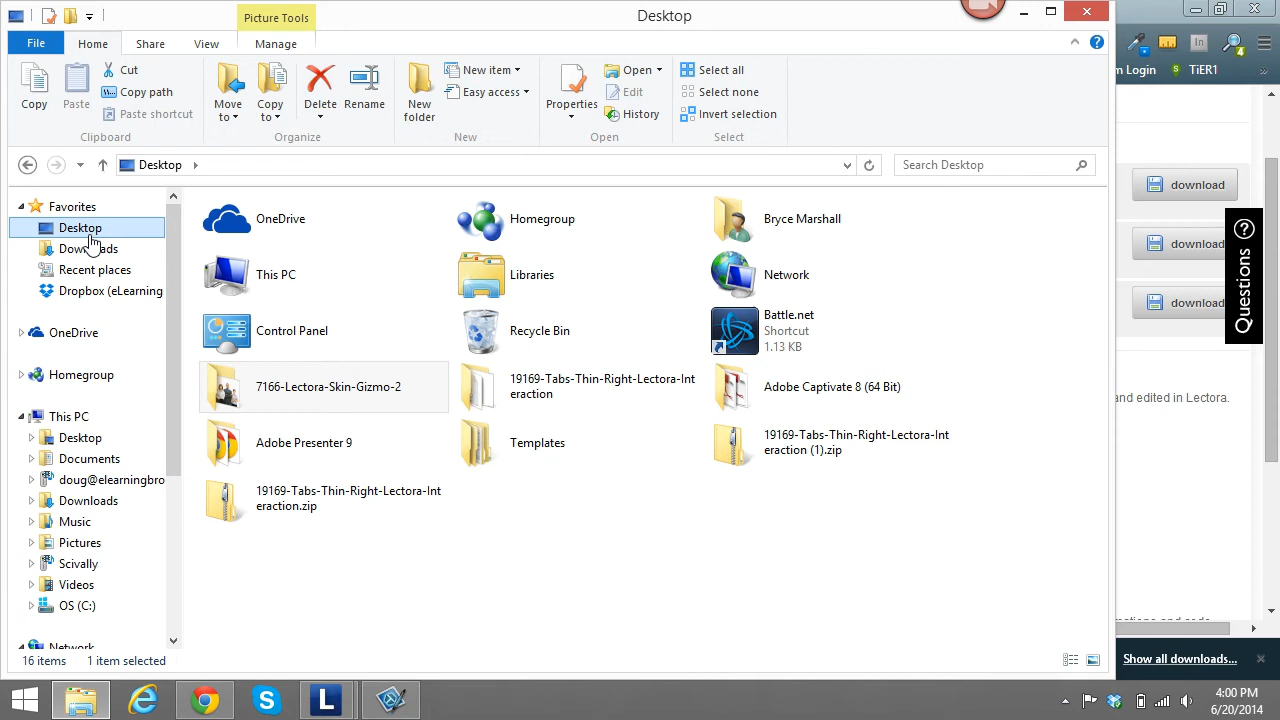 Picture Tools
Desktop
File
Home
Share
View
Manage
Copy
Paste
Cut
Copy path
Paste shortcut
Clipboard
Move to
Copy to
Delete
Rename
Organize
New folder
New item
Easy access
New
Properties
Open
Edit
History
Open
Select all
Select none
Invert selection
Select
Desktop
Search Desktop
Favorites
Desktop
Downloads
Recent places
Dropbox (eLearning
OneDrive
Homegroup
This PC
Desktop
Documents
doug@elearningbro
Downloads
Music
Pictures
Scivally
Videos
OS (C:)
Network
OneDrive
Homegroup
Bryce Marshall
This PC
Libraries
Network
Control Panel
Recycle Bin
Battle.net
Shortcut
1.13 KB
7166-Lectora-Skin-Gizmo-2
19169-Tabs-Thin-Right-Lectora-Int
eraction
Adobe Captivate 8 (64 Bit)
Adobe Presenter 9
Templates
19169-Tabs-Thin-Right-Lectora-Int
eraction (1).zip
19169-Tabs-Thin-Right-Lectora-Int
eraction.zip
16 items
1 item selected
In
4
m Login
S
TiER1
»
download
download
download
Questions
?
and edited in Lectora.
Show all downloads...
L
S
4:00 PM
6/20/2014